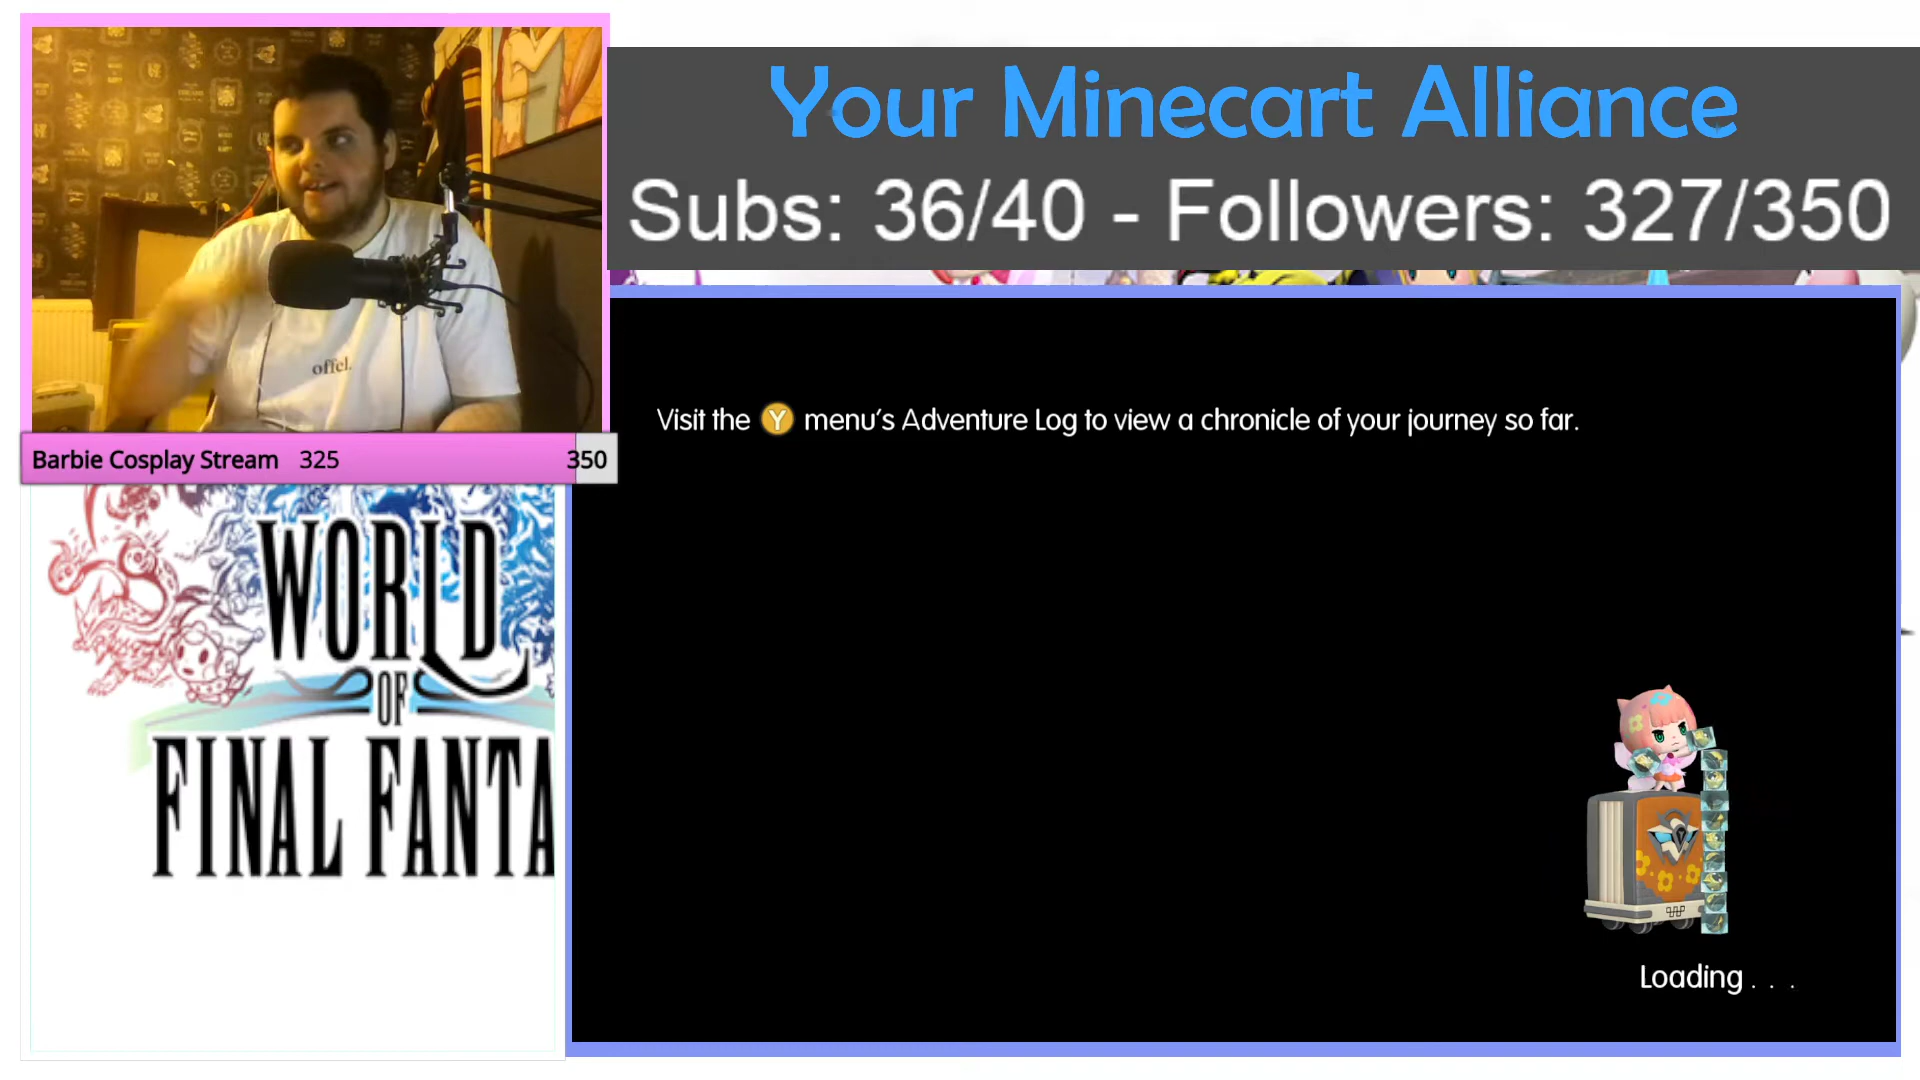 Your Minecart Alliance
Subs: 36/40 - Followers: 327/350
offel.
Visit the Y menu's Adventure Log to view a chronicle of your journey so far.
Barbie Cosplay Stream 325 350
WORLD
OF
FINAL FANTA
Loading . . .